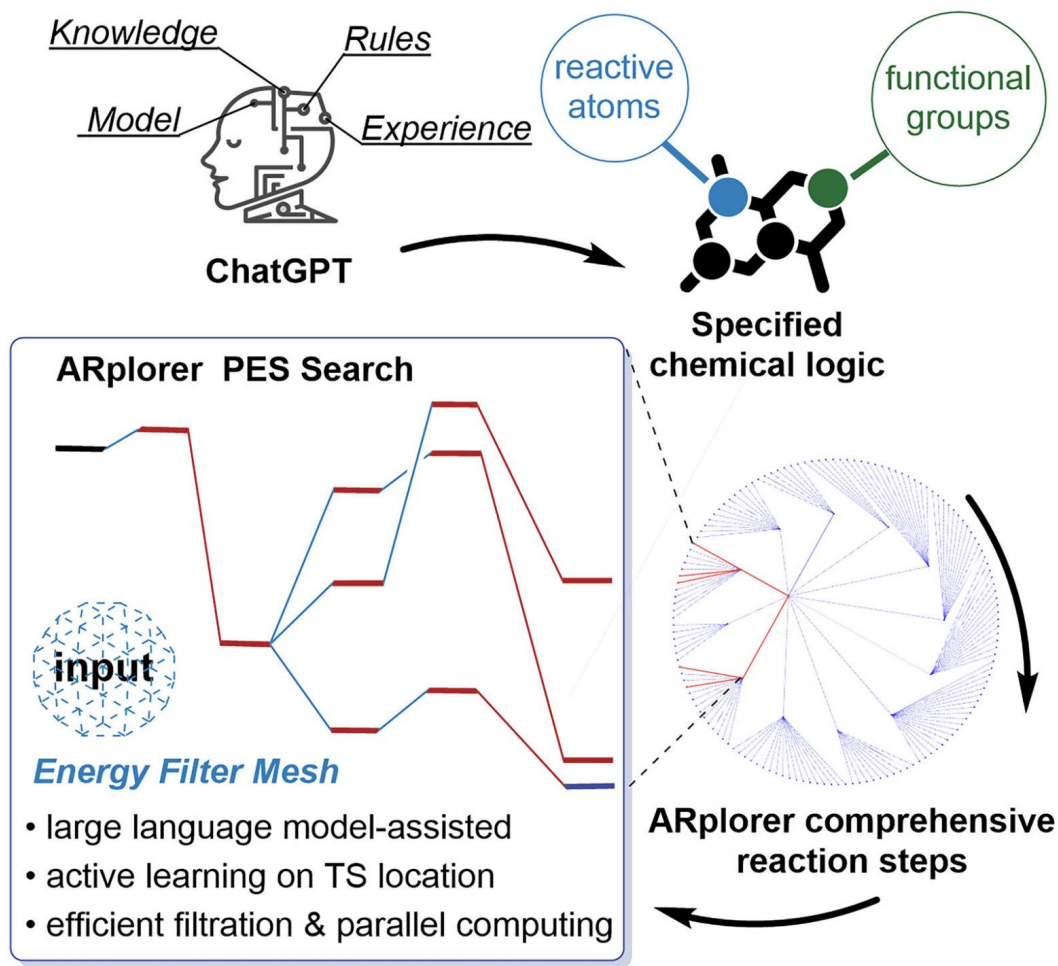 Knowledge
Rules
Model
Experience
ChatGPT
reactive
atoms
functional
groups
Specified
chemical logic
ARplorer PES Search
input
Energy Filter Mesh
• large language model-assisted
• active learning on TS location
• efficient filtration & parallel computing
ARplorer comprehensive
reaction steps